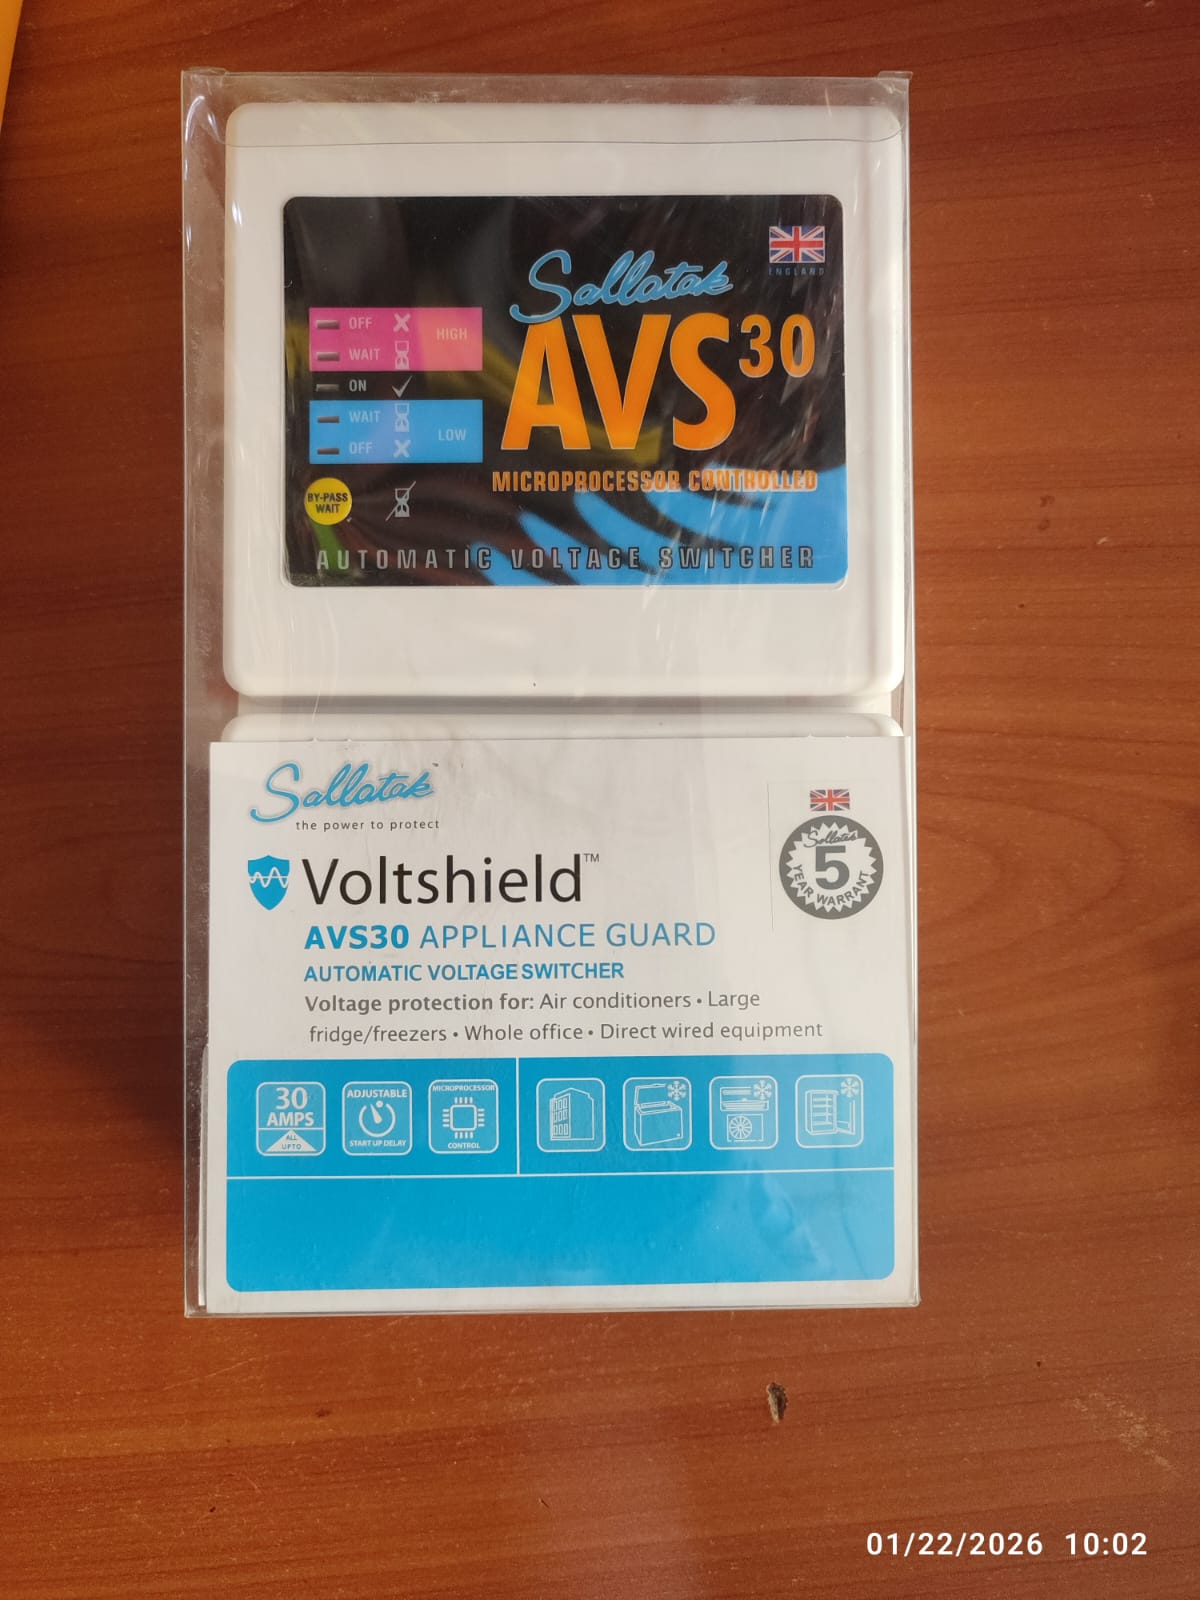 Sollatek
ENGLAND
AVS30
OFF
HIGH
WAIT
ON
WAIT
LOW
OFF
MICROPROCESSOR CONTROLLED
BY-PASS
WAIT
AUTOMATIC VOLTAGE SWITCHER
Sollatek
the power to protect
Voltshield™
AVS30 APPLIANCE GUARD
AUTOMATIC VOLTAGE SWITCHER
Voltage protection for: Air conditioners • Large
fridge/freezers • Whole office • Direct wired equipment
Sollatek
5
YEAR WARRANT
30
AMPS
ALL
UPTO
ADJUSTABLE
START UP DELAY
MICROPROCESSOR
CONTROL
01/22/2026 10:02